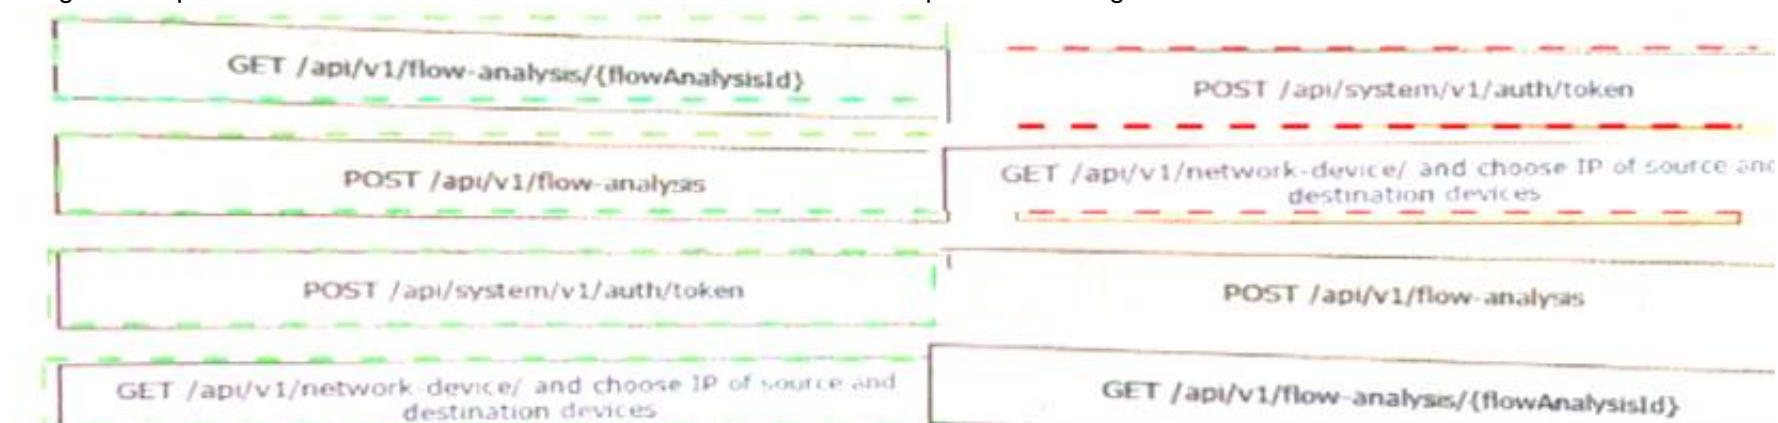 GET /api/v1/flow-analysis/{flowAnalysisId}
POST /api/v1/flow-analysis
POST /api/system/v1/auth/token
GET /api/v1/network-device/ and choose IP of source and
destination devices
POST /api/system/v1/auth/token
GET /api/v1/network-device/ and choose IP of source and
destination devices
POST /api/v1/flow-analysis
GET /api/v1/flow-analysis/{flowAnalysisId}